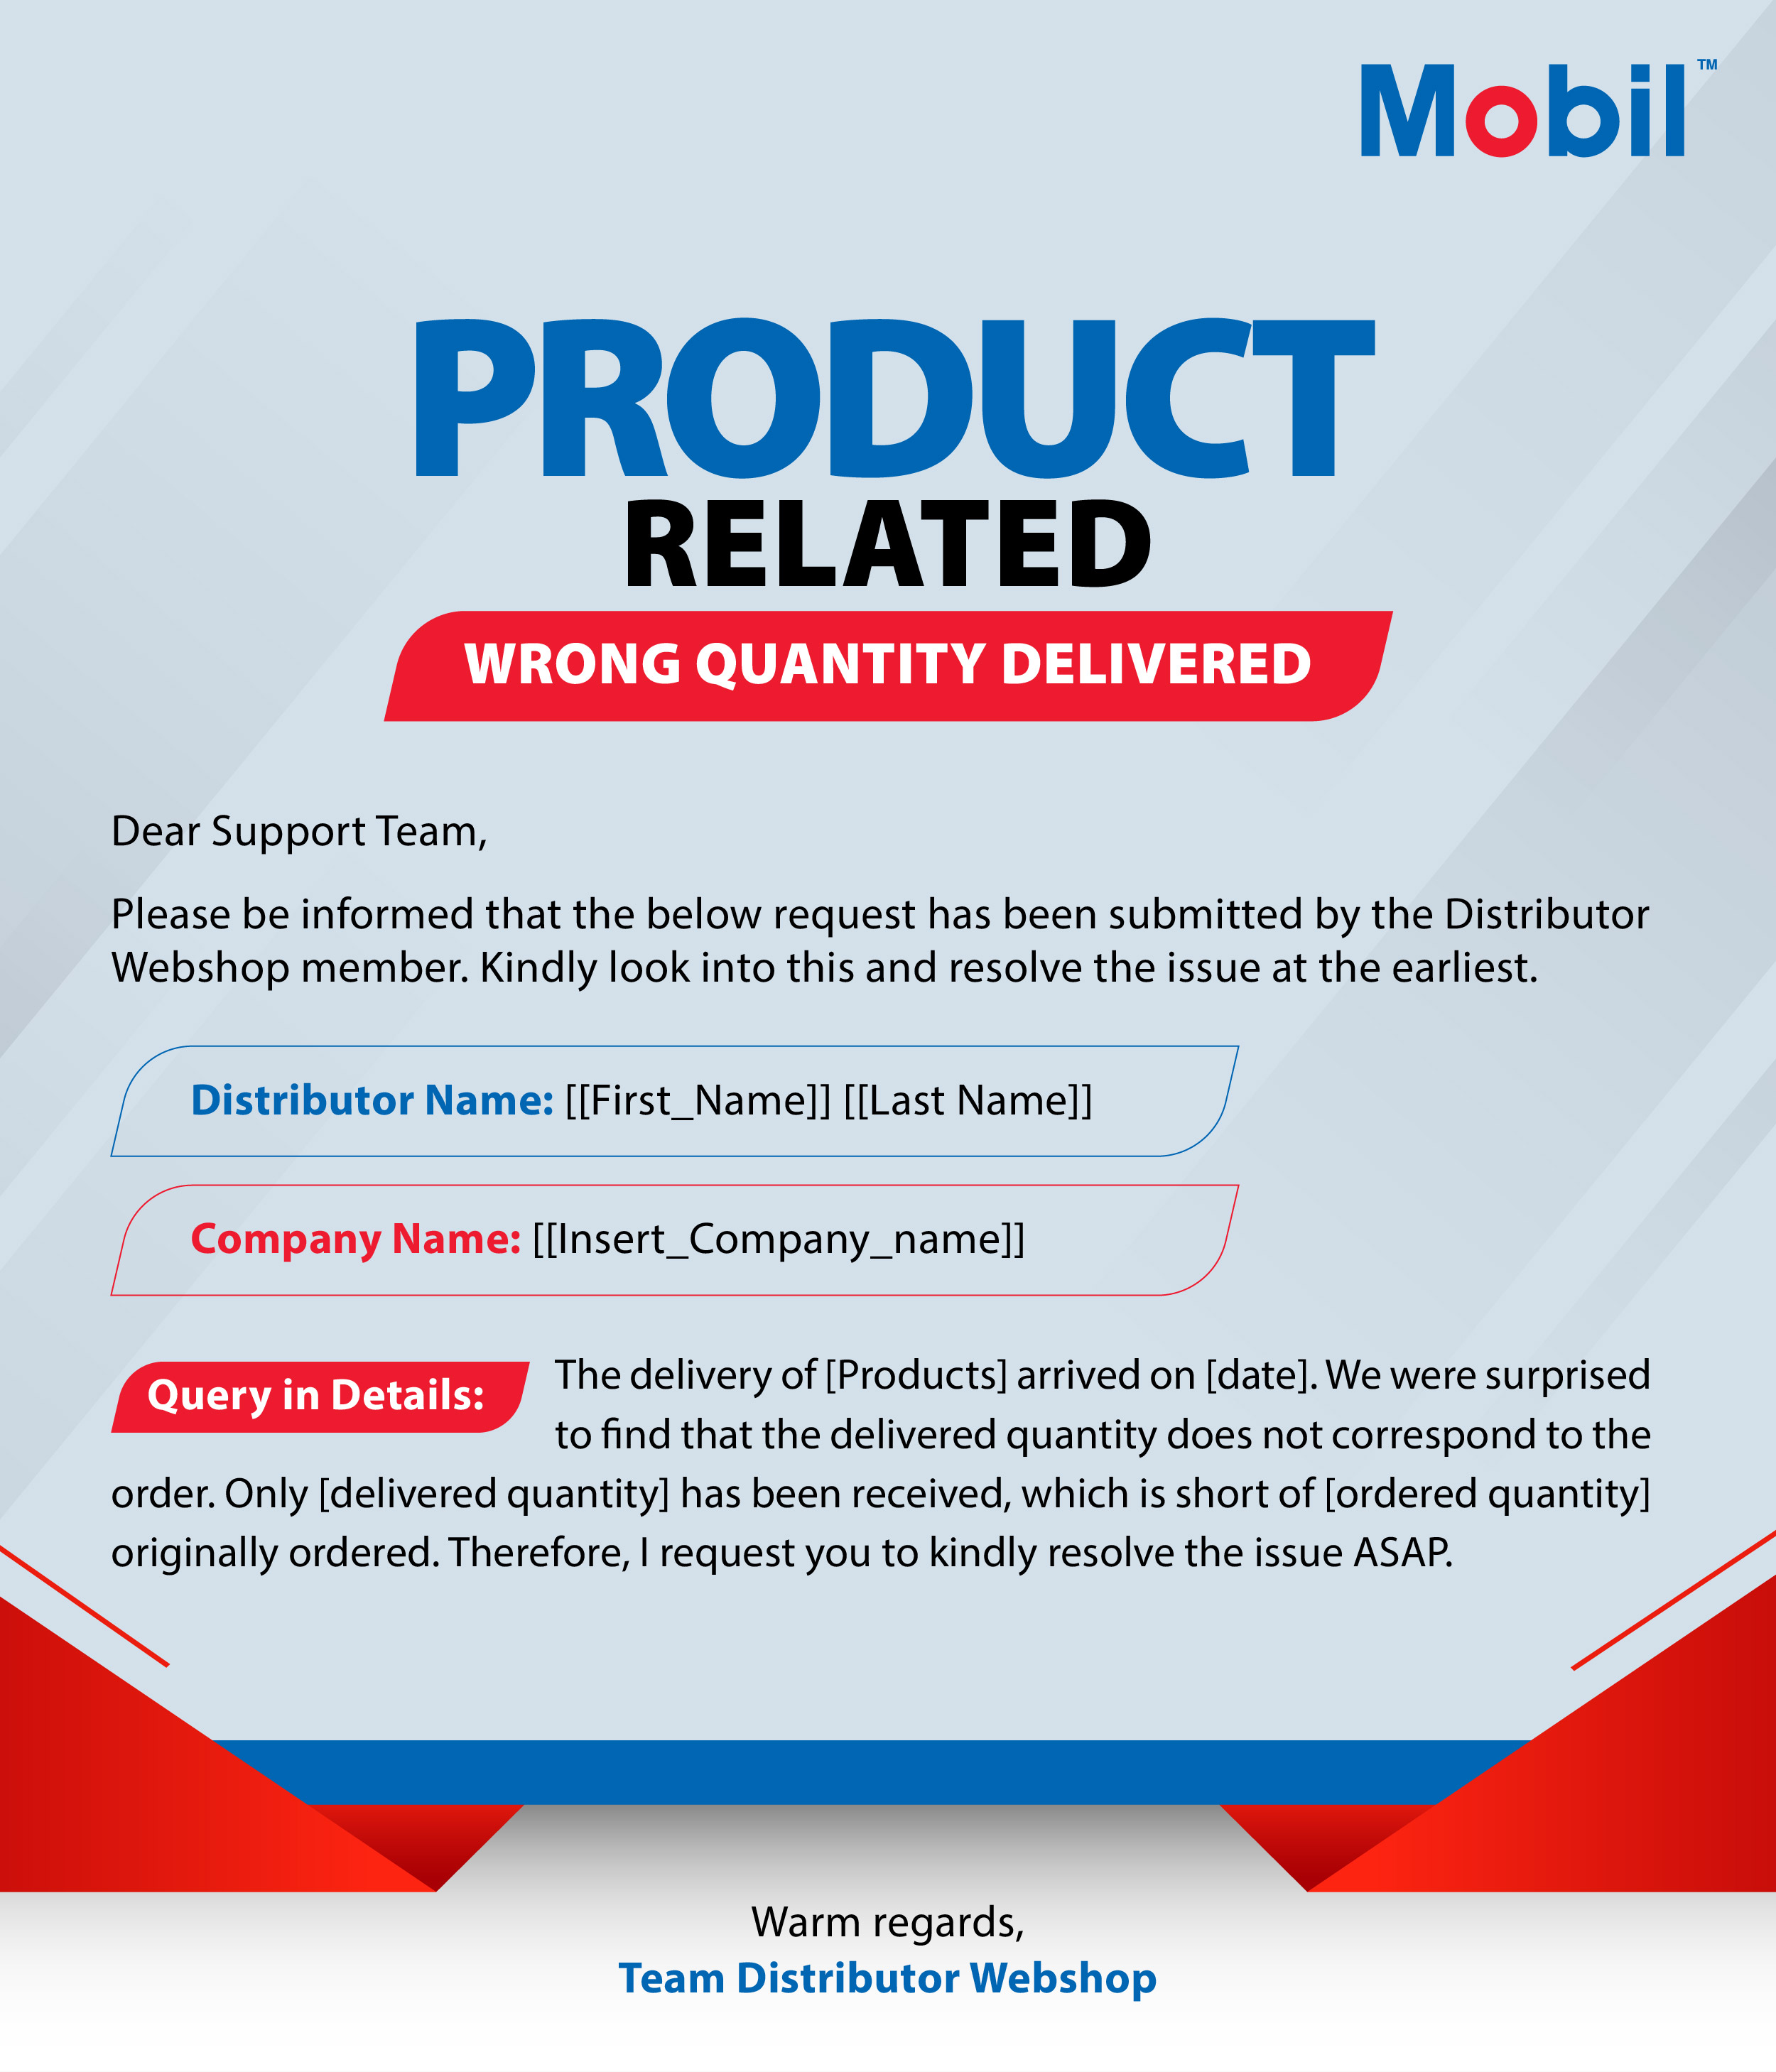 Mobil™
PRODUCT
RELATED
WRONG QUANTITY DELIVERED
Dear Support Team,
Please be informed that the below request has been submitted by the Distributor
Webshop member. Kindly look into this and resolve the issue at the earliest.
Distributor Name: [[First_Name]] [[Last Name]]
Company Name: [[Insert_Company_name]]
Query in Details: The delivery of [Products] arrived on [date]. We were surprised
to find that the delivered quantity does not correspond to the
order. Only [delivered quantity] has been received, which is short of [ordered quantity]
originally ordered. Therefore, I request you to kindly resolve the issue ASAP.
Warm regards,
Team Distributor Webshop